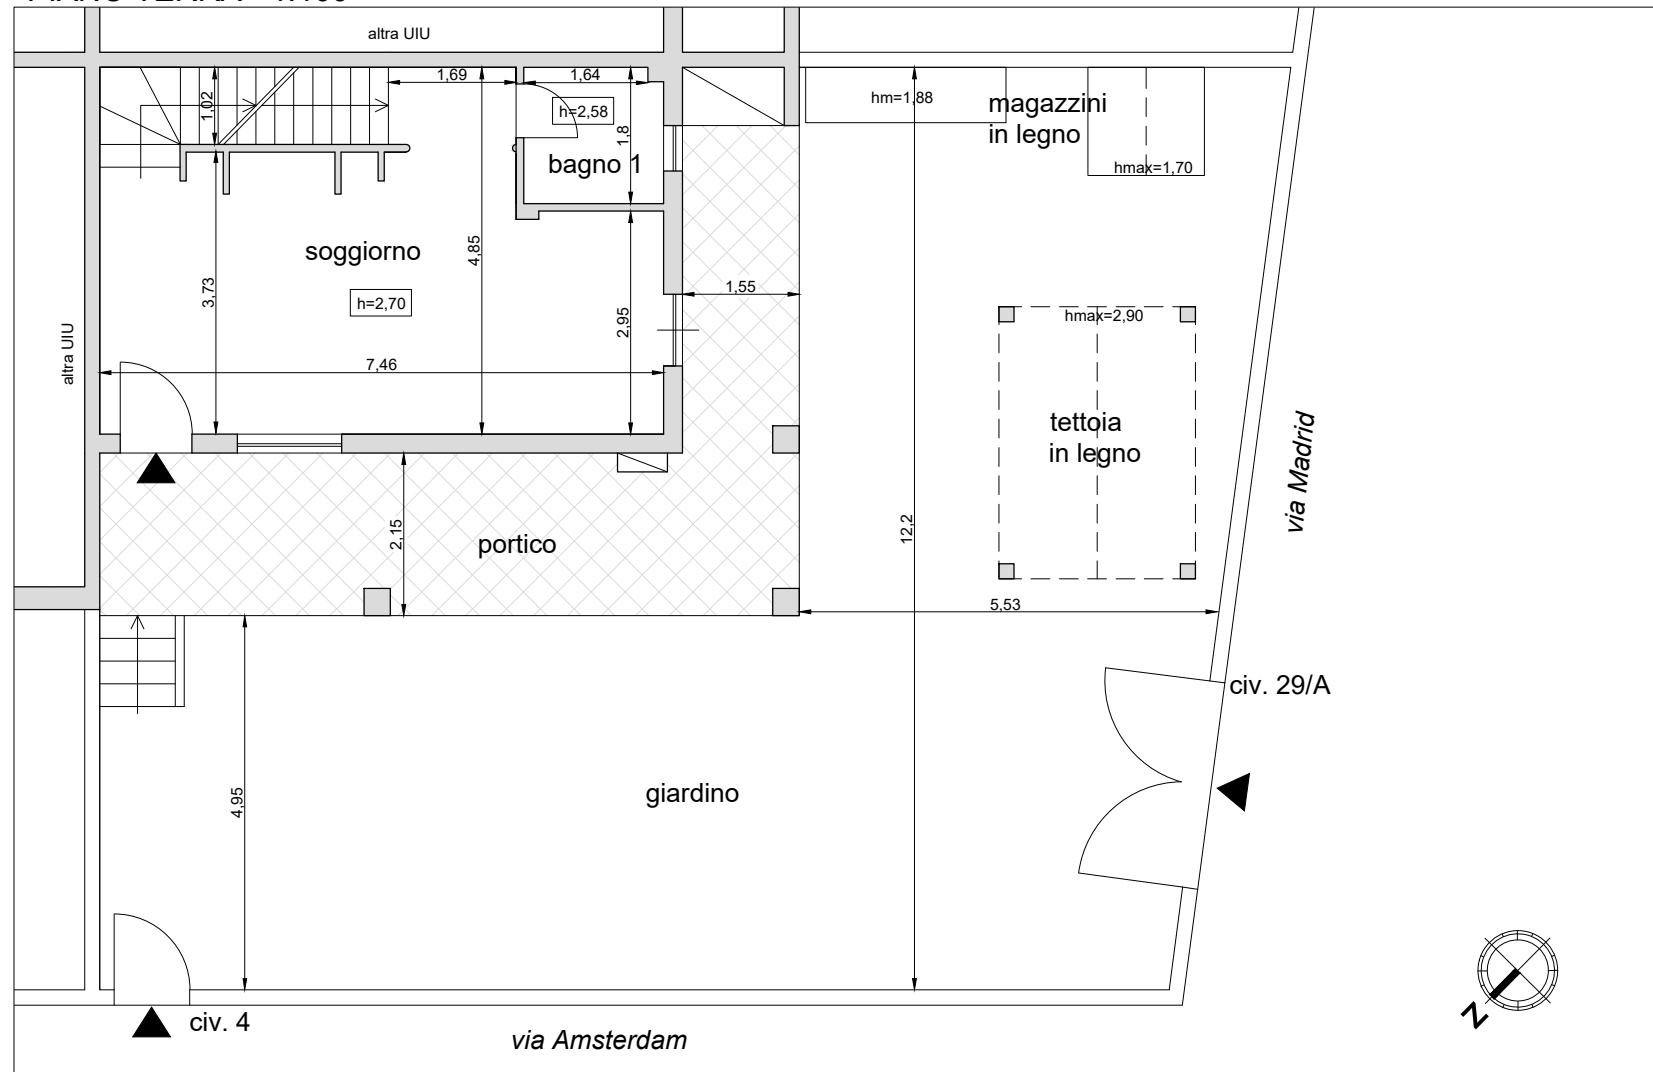 altra UIU
1,69
1,64
1,02
h=2,58
1,8
bagno 1
hm=1,88
magazzini
in legno
hmax=1,70
soggiorno
4,85
3,73
h=2,70
2,95
1,55
7,46
altra UIU
hmax=2,90
tettoia
in legno
via Madrid
2,15
portico
12,2
5,53
civ. 29/A
4,95
giardino
civ. 4
via Amsterdam
N